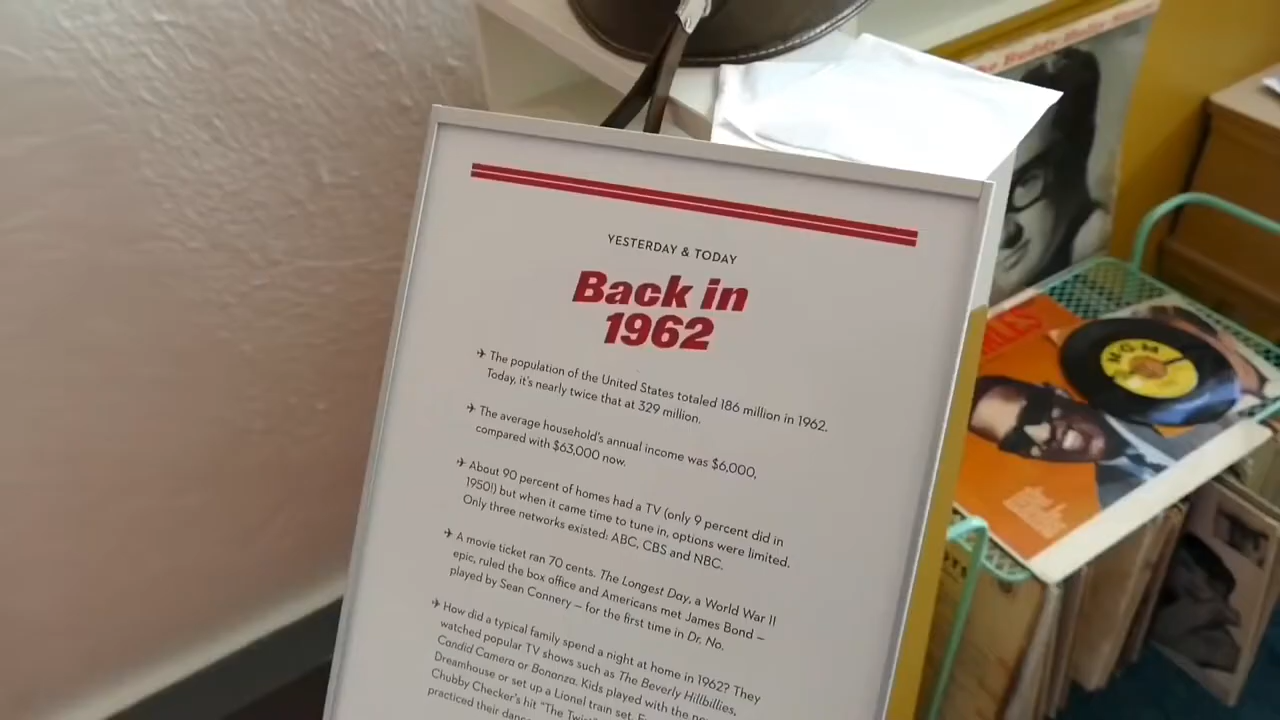 YESTERDAY & TODAY
Back in
1962
The population of the United States totaled 186 million in 1962.
Today, it's nearly twice that at 329 million.
The average household's annual income was $6,000,
compared with $63,000 now.
About 90 percent of homes had a TV (only 9 percent did in
1950!) but when it came time to tune in, options were limited.
Only three networks existed: ABC, CBS and NBC.
A movie ticket ran 70 cents. The Longest Day, a World War II
epic, ruled the box office and Americans met James Bond –
played by Sean Connery – for the first time in Dr. No.
How did a typical family spend a night at home in 1962? They
watched popular TV shows such as The Beverly Hillbillies,
Candid Camera or Bonanza. Kids played with the
Dreamhouse or set up a Lionel train set.
Chubby Checker's hit "The Twist"
practiced their
MGM